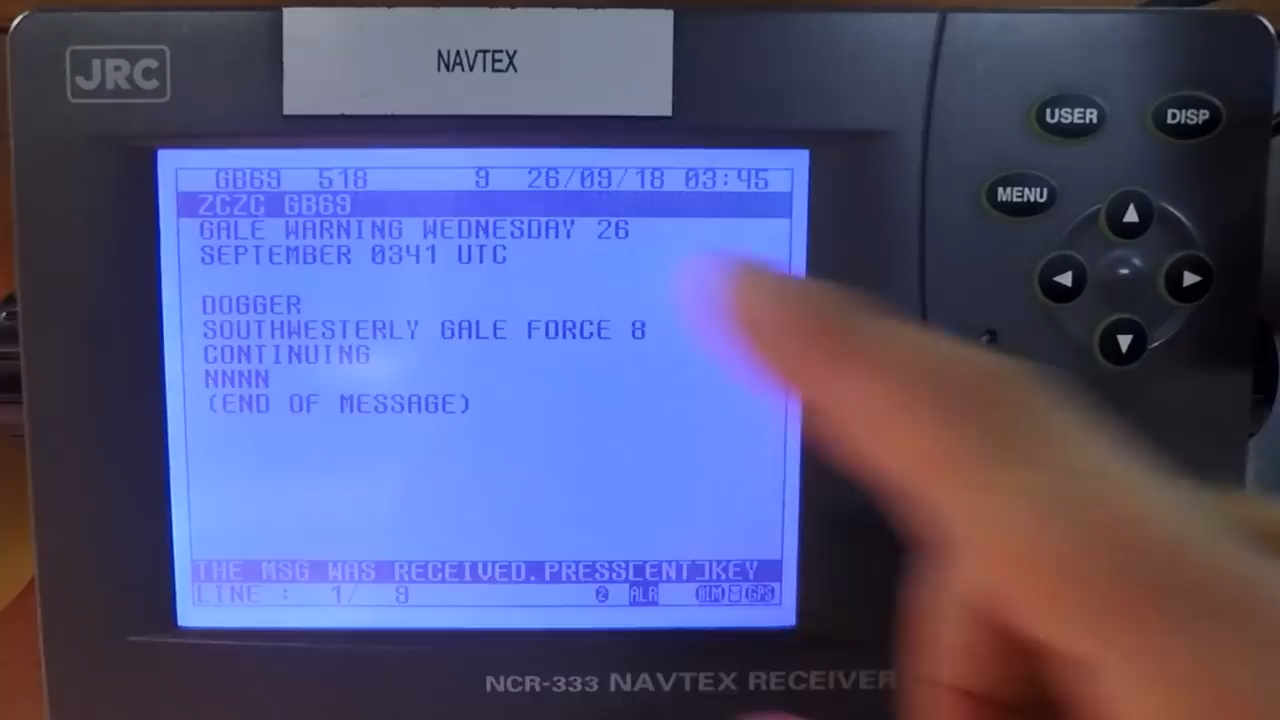 JRC
NAVTEX
USER
DISP
MENU
GB69 518 9 26/09/18 03:45
ZCZC GB69
GALE WARNING WEDNESDAY 26
SEPTEMBER 0341 UTC
DOGGER
SOUTHWESTERLY GALE FORCE 8
CONTINUING
NNNN
(END OF MESSAGE)
THE MSG WAS RECEIVED.PRESS[ENT]KEY
LINE : 1/ 9 2 ALR ALM GPS
NCR-333 NAVTEX RECEIVER